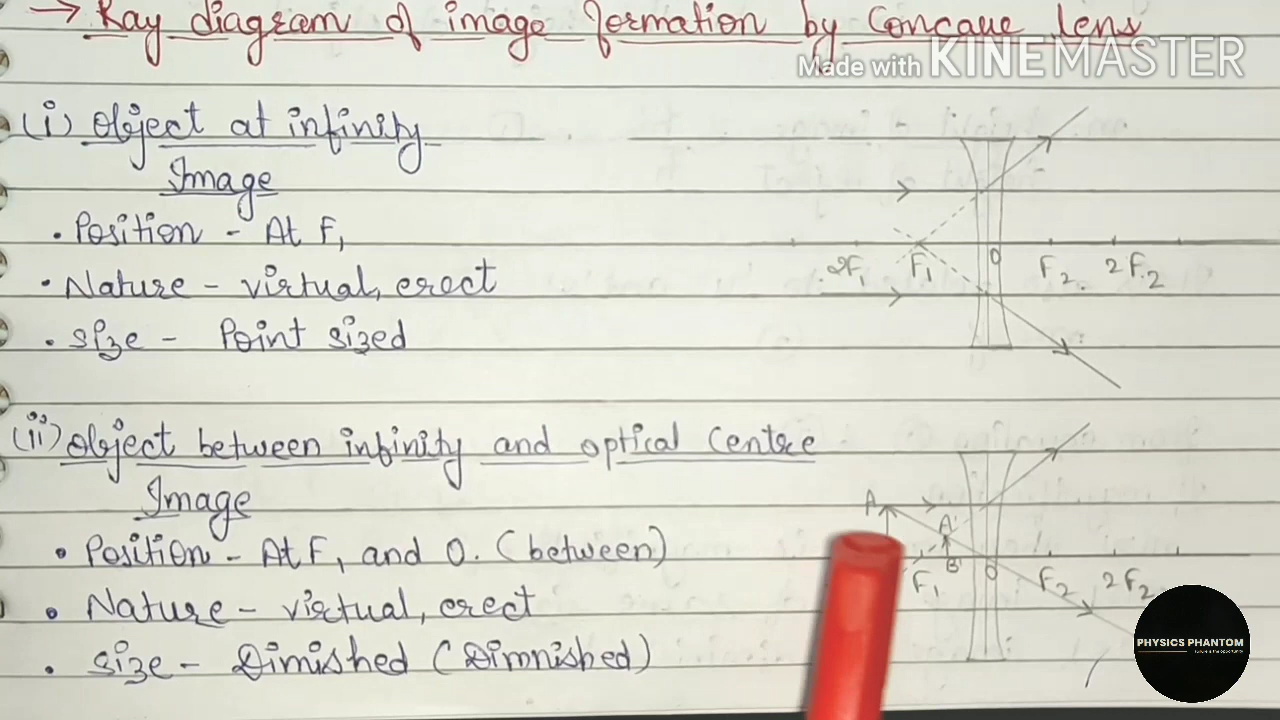 → Ray diagram of image formation by Concave lens
Made with KINEMASTER
(i) Object at infinity
Image
• Position - At F₁
• Nature - virtual, erect
• Size - Point sized
2F₁ F₁ O F₂ 2F₂
(ii) Object between infinity and optical Centre
Image
• Position - At F₁ and O. (between)
• Nature - virtual, erect
• Size - Dimished (Dimnished)
A A' B' F₁ O F₂ 2F₂
PHYSICS PHANTOM